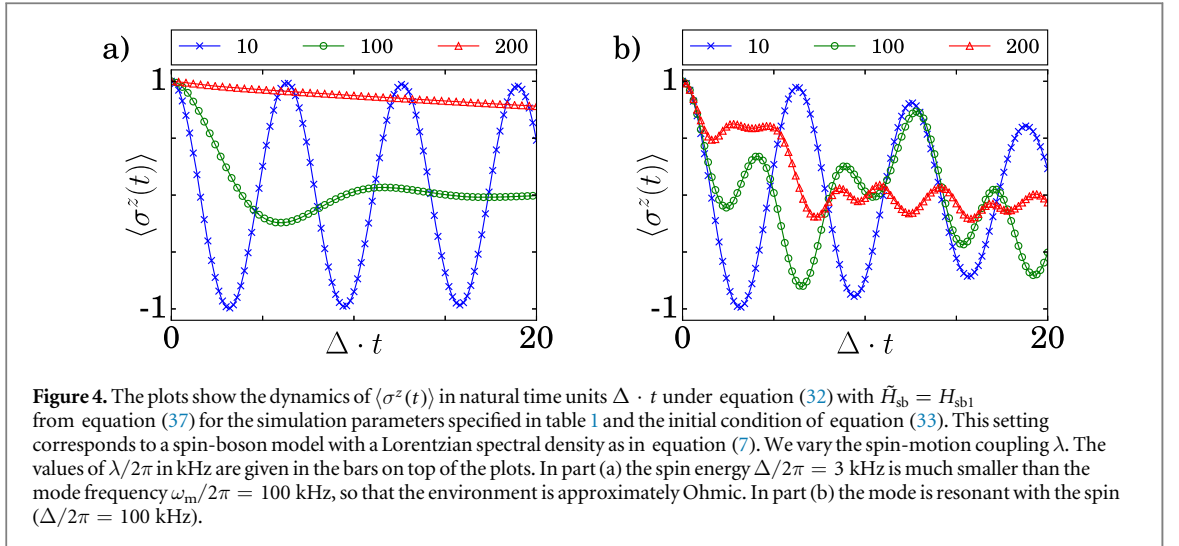 a) 10 100 200
b) 10 100 200
1
⟨σ^z(t)⟩
-1
0 Δ · t 20
1
⟨σ^z(t)⟩
-1
0 Δ · t 20
Figure 4. The plots show the dynamics of ⟨σ^z(t)⟩ in natural time units Δ · t under equation (32) with H̃_sb = H_sb1
from equation (37) for the simulation parameters specified in table 1 and the initial condition of equation (33). This setting
corresponds to a spin-boson model with a Lorentzian spectral density as in equation (7). We vary the spin-motion coupling λ. The
values of λ/2π in kHz are given in the bars on top of the plots. In part (a) the spin energy Δ/2π = 3 kHz is much smaller than the
mode frequency ω_m/2π = 100 kHz, so that the environment is approximately Ohmic. In part (b) the mode is resonant with the spin
(Δ/2π = 100 kHz).